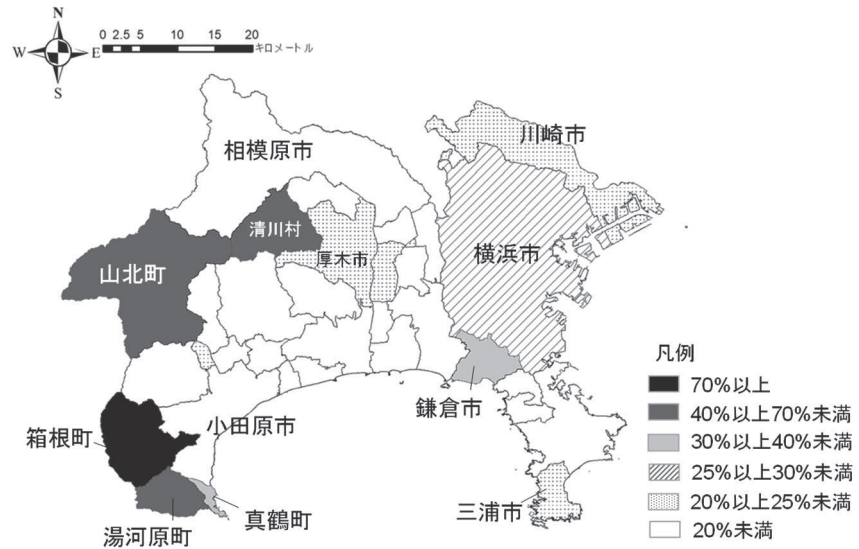 N
W E
S
0 2.5 5 10 15 20
キロメートル
川崎市
相模原市
清川村
厚木市
横浜市
山北町
凡例
70%以上
40%以上70%未満
30%以上40%未満
25%以上30%未満
20%以上25%未満
20%未満
鎌倉市
小田原市
箱根町
三浦市
真鶴町
湯河原町